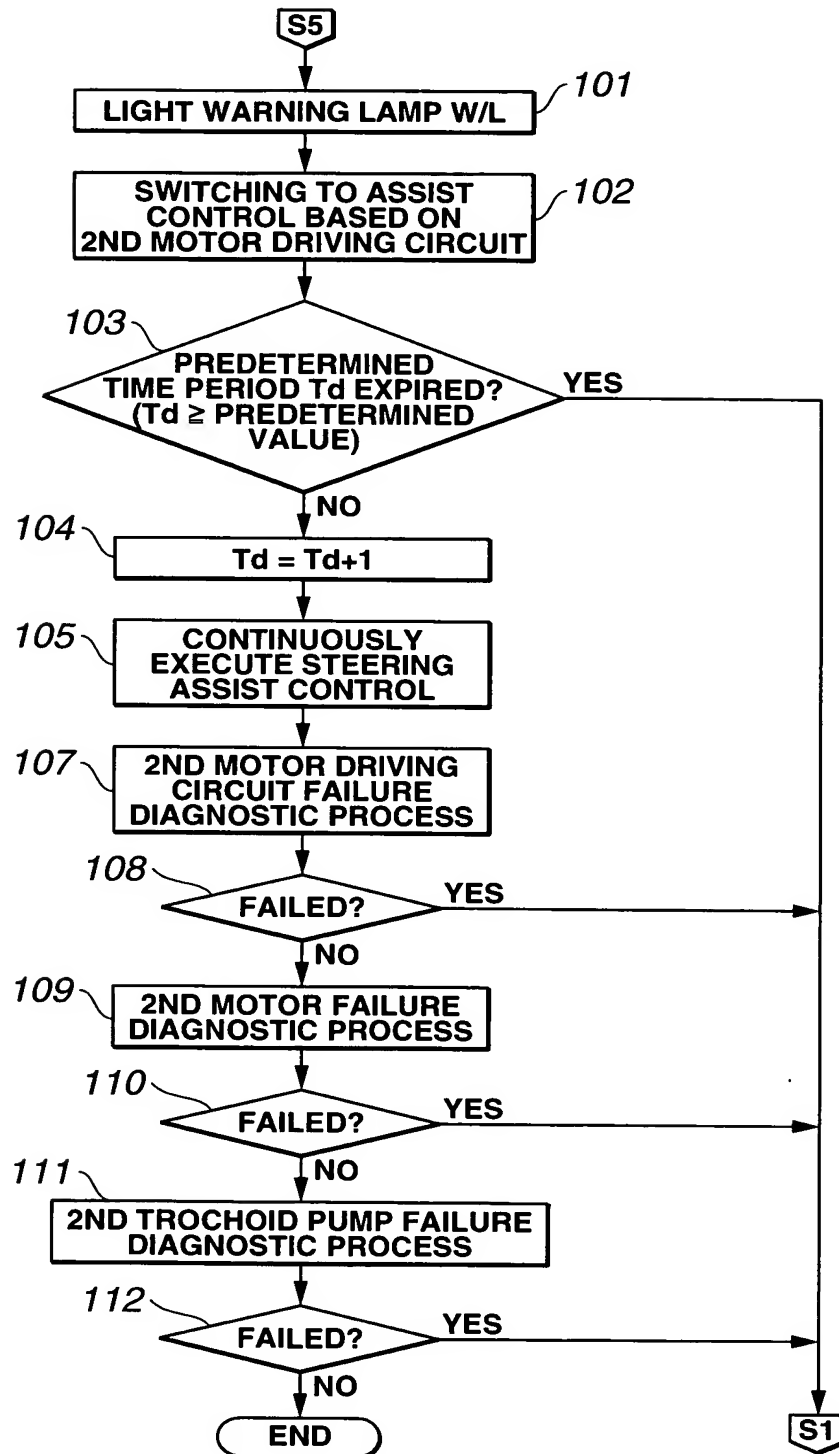 S5
101
LIGHT WARNING LAMP W/L
102
SWITCHING TO ASSIST
CONTROL BASED ON
2ND MOTOR DRIVING CIRCUIT
103
PREDETERMINED
TIME PERIOD Td EXPIRED?
(Td ≧ PREDETERMINED
VALUE)
YES
NO
104
Td = Td+1
105
CONTINUOUSLY
EXECUTE STEERING
ASSIST CONTROL
107
2ND MOTOR DRIVING
CIRCUIT FAILURE
DIAGNOSTIC PROCESS
108
FAILED?
YES
NO
109
2ND MOTOR FAILURE
DIAGNOSTIC PROCESS
110
FAILED?
YES
NO
111
2ND TROCHOID PUMP FAILURE
DIAGNOSTIC PROCESS
112
FAILED?
YES
NO
END
S1